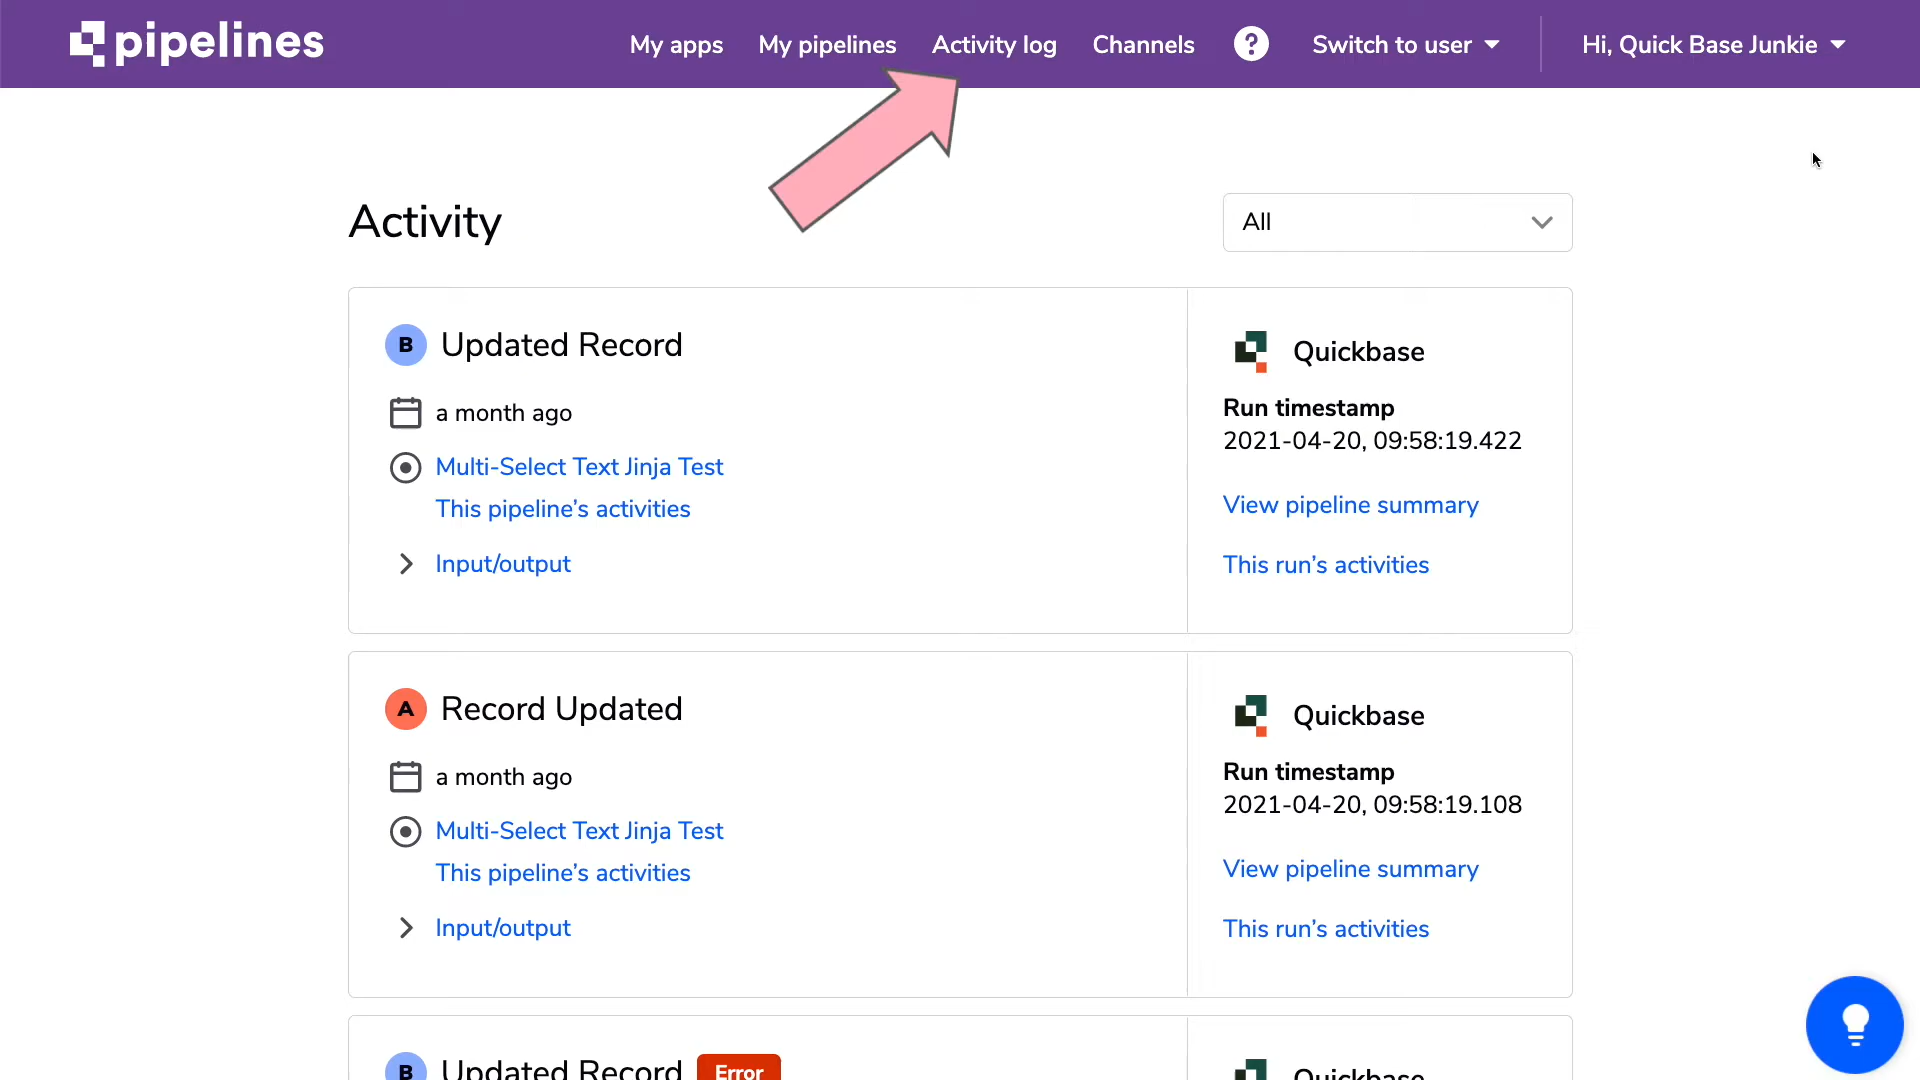 pipelines
My apps My pipelines Activity log Channels ? Switch to user Hi, Quick Base Junkie
Activity
All
B Updated Record
a month ago
Multi-Select Text Jinja Test
This pipeline’s activities
Input/output
Quickbase
Run timestamp
2021-04-20, 09:58:19.422
View pipeline summary
This run’s activities
A Record Updated
a month ago
Multi-Select Text Jinja Test
This pipeline’s activities
Input/output
Quickbase
Run timestamp
2021-04-20, 09:58:19.108
View pipeline summary
This run’s activities
B Updated Record Error
Quickbase